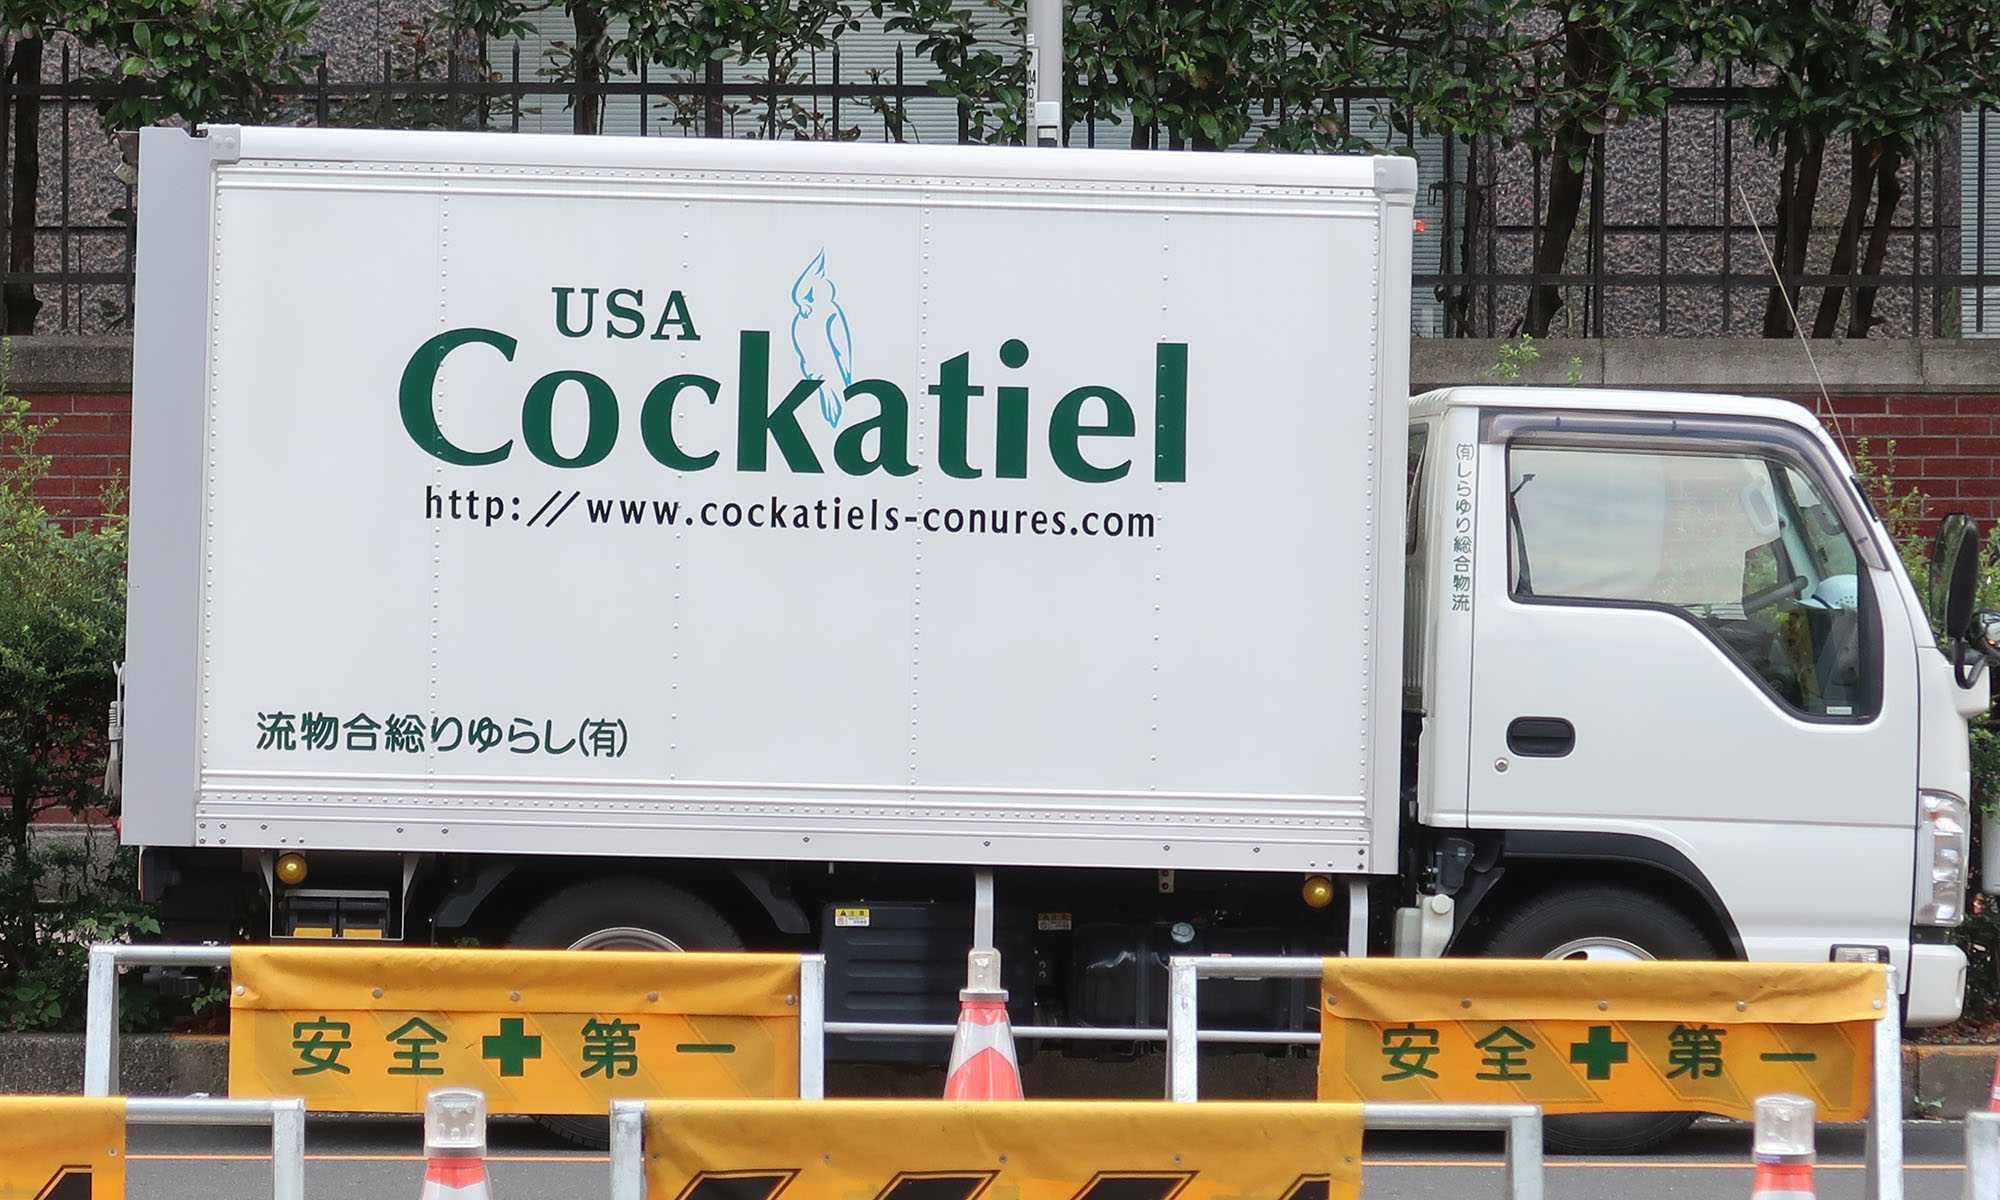 USA
Cockatiel
http://www.cockatiels-conures.com
流物合総りゆらし(有)
(有)しらゆり総合物流
安全✚第一
安全✚第一